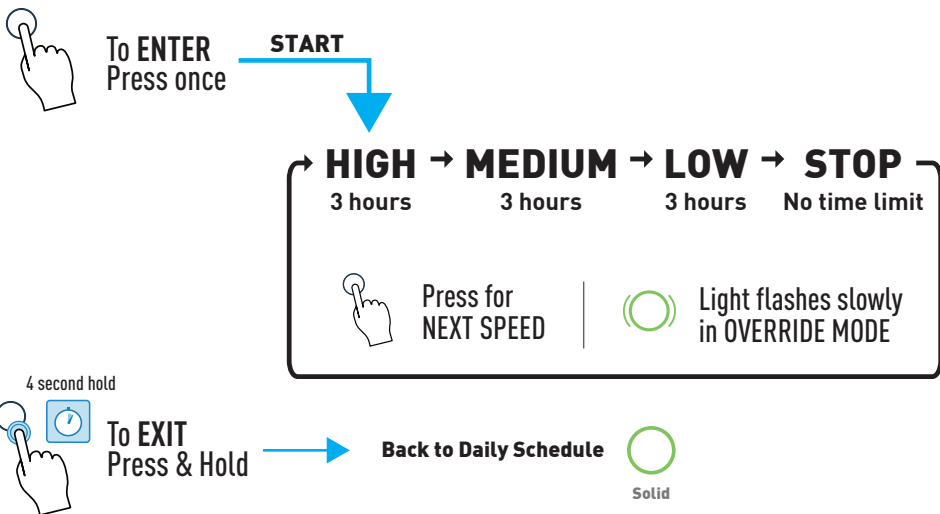 To ENTER
Press once
START
HIGH → MEDIUM → LOW → STOP
3 hours 3 hours 3 hours No time limit
Press for
NEXT SPEED
Light flashes slowly
in OVERRIDE MODE
4 second hold
To EXIT
Press & Hold
Back to Daily Schedule
Solid